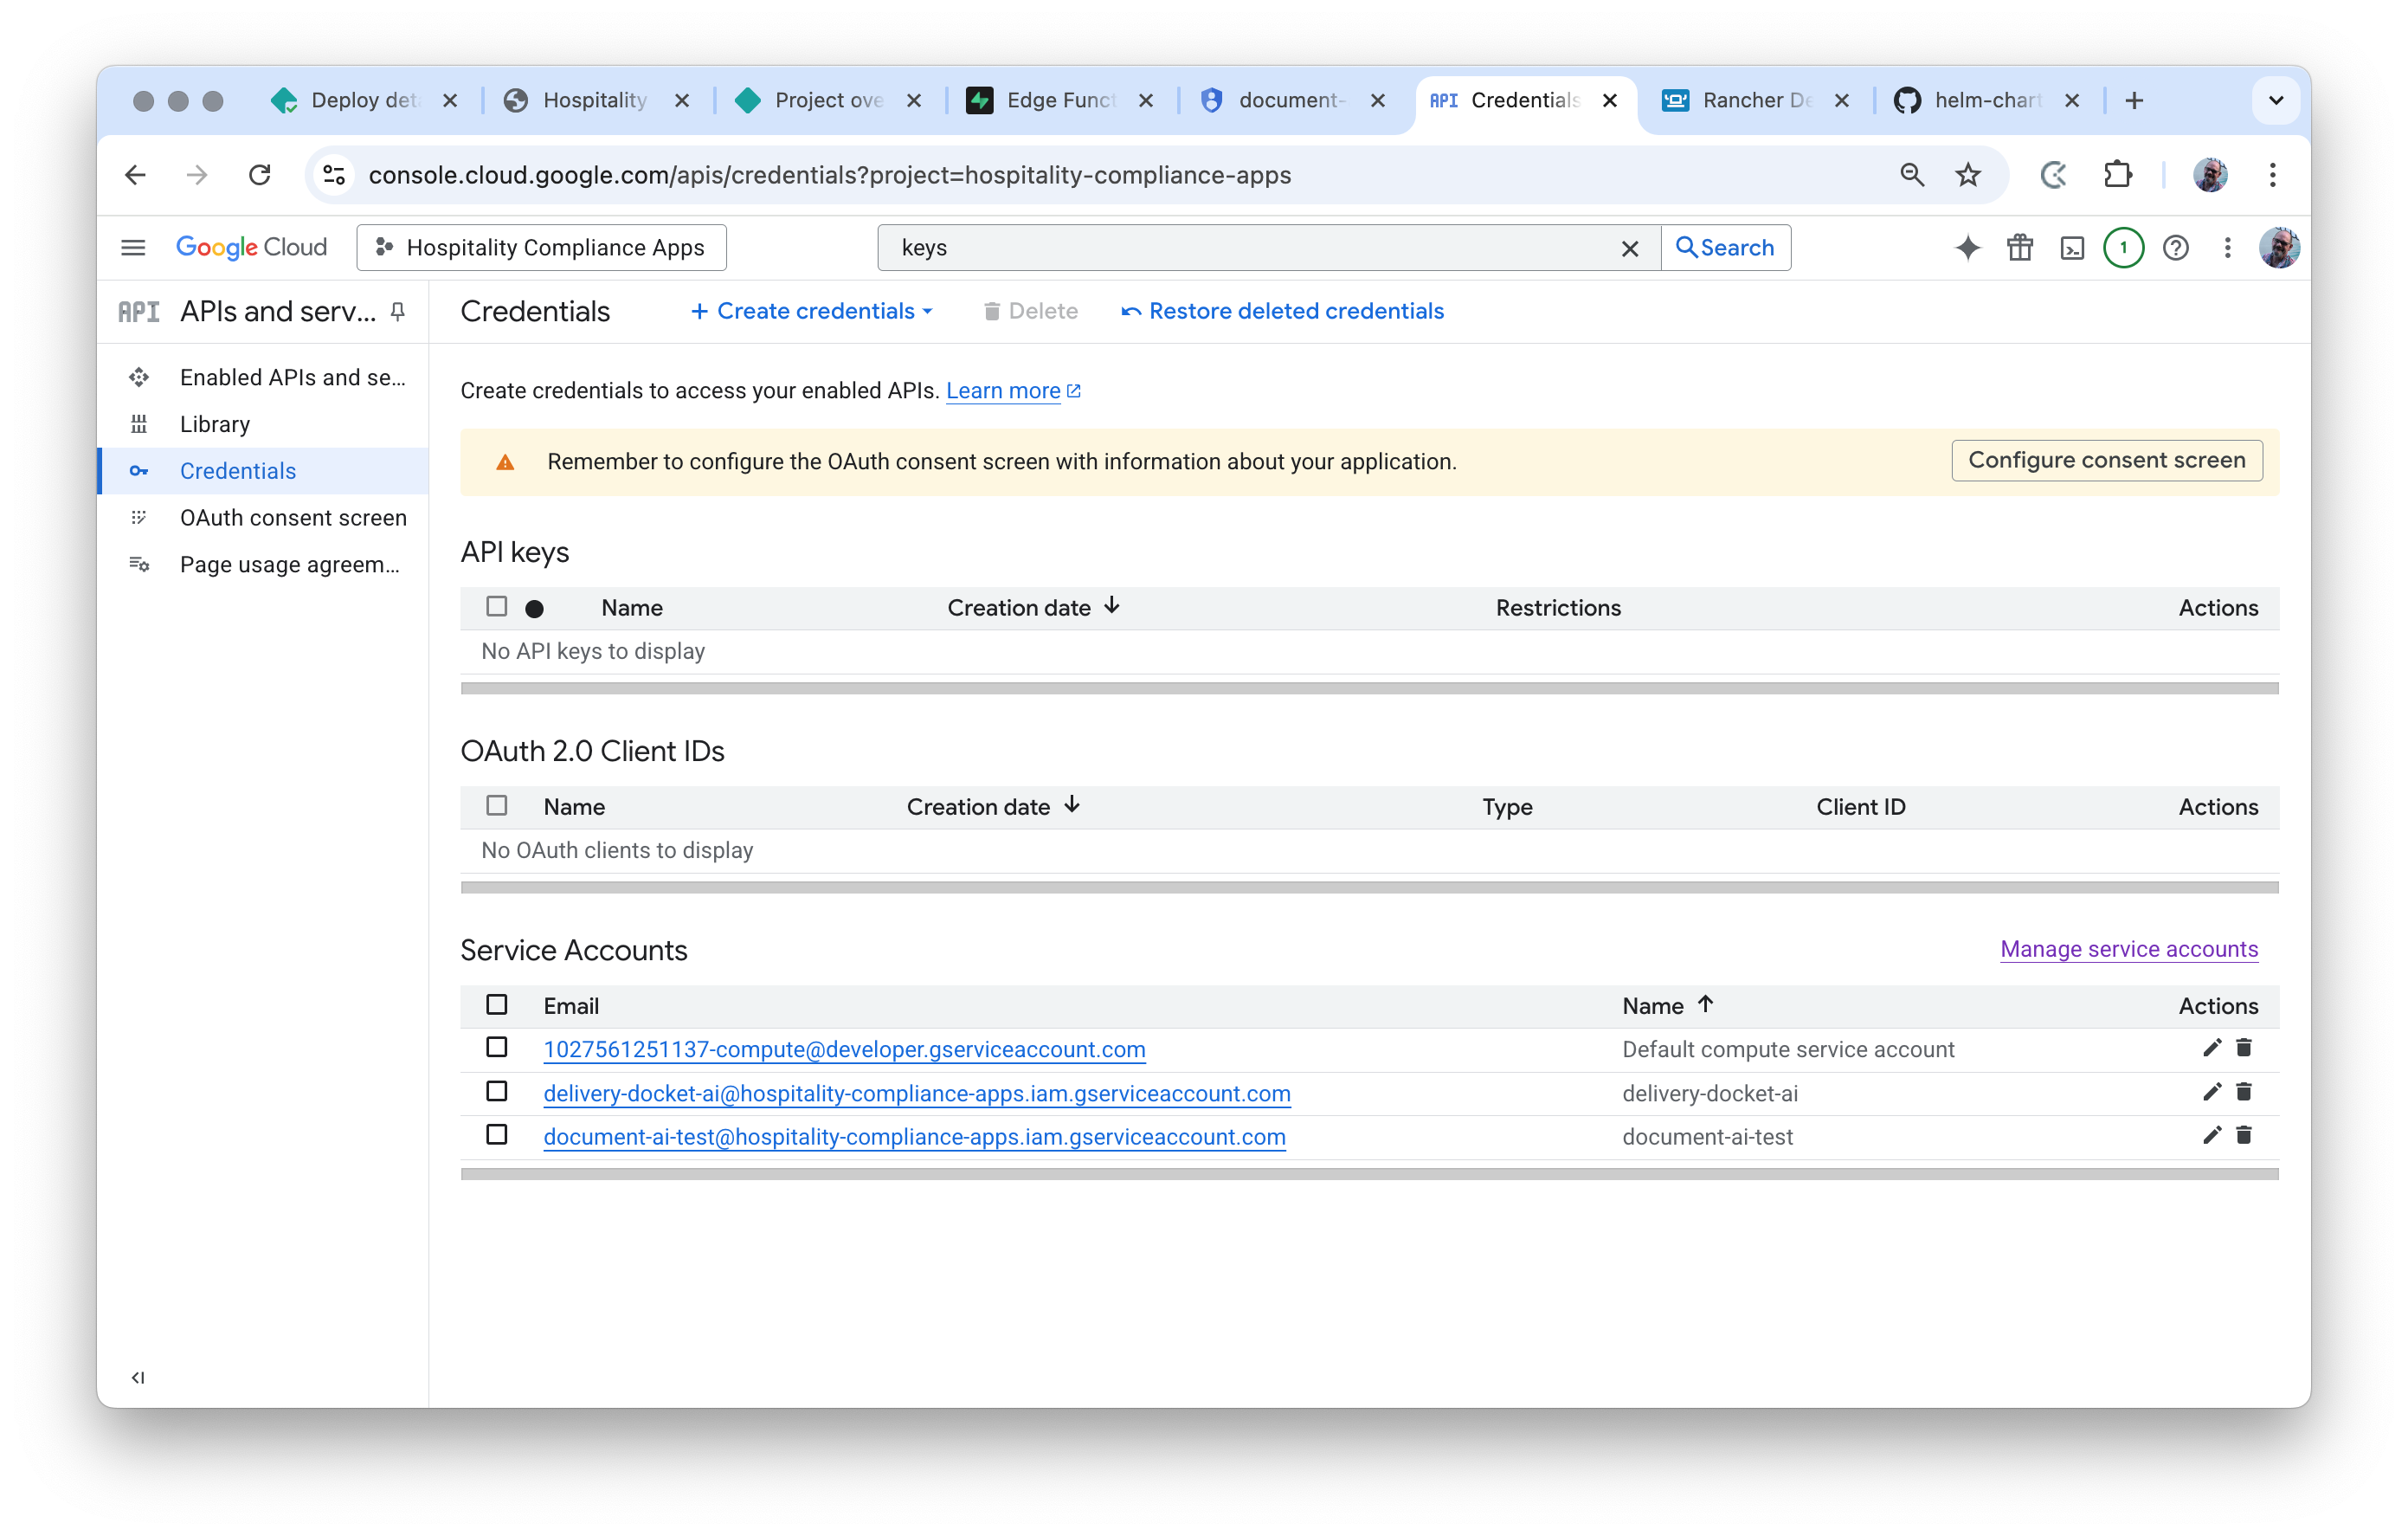 Deploy det
Hospitality
Project ove
Edge Funct
document-
API Credentials
Rancher De
helm-chart
console.cloud.google.com/apis/credentials?project=hospitality-compliance-apps
Google Cloud
Hospitality Compliance Apps
keys
Search
1
API APIs and serv...
Credentials
+ Create credentials
Delete
Restore deleted credentials
Enabled APIs and se...
Library
Credentials
OAuth consent screen
Page usage agreem...
Create credentials to access your enabled APIs. Learn more
Remember to configure the OAuth consent screen with information about your application.
Configure consent screen
API keys
Name Creation date Restrictions Actions
No API keys to display
OAuth 2.0 Client IDs
Name Creation date Type Client ID Actions
No OAuth clients to display
Service Accounts
Manage service accounts
Email Name Actions
1027561251137-compute@developer.gserviceaccount.com Default compute service account
delivery-docket-ai@hospitality-compliance-apps.iam.gserviceaccount.com delivery-docket-ai
document-ai-test@hospitality-compliance-apps.iam.gserviceaccount.com document-ai-test